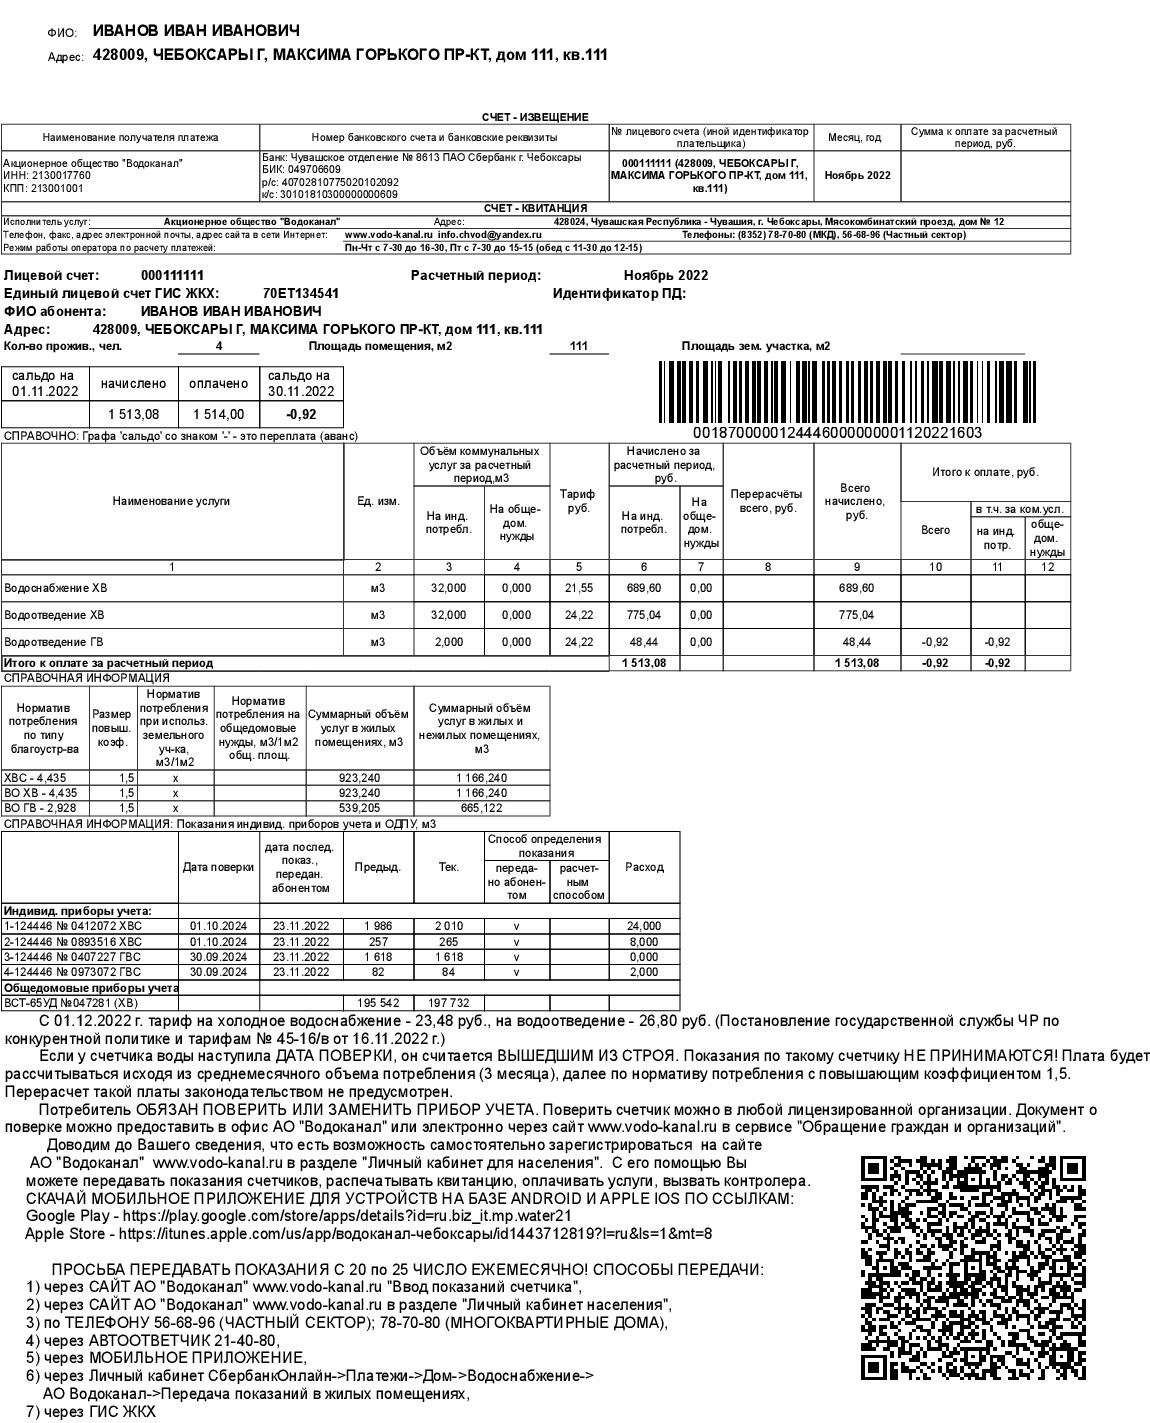 ФИО: ИВАНОВ ИВАН ИВАНОВИЧ
Адрес: 428009, ЧЕБОКСАРЫ Г, МАКСИМА ГОРЬКОГО ПР-КТ, дом 111, кв.111
СЧЕТ - ИЗВЕЩЕНИЕ
Наименование получателя платежа
Номер банковского счета и банковские реквизиты
№ лицевого счета (иной идентификатор плательщика)
Месяц, год
Сумма к оплате за расчетный период, руб.
Акционерное общество "Водоканал"
ИНН: 2130017760
КПП: 213001001
Банк: Чувашское отделение № 8613 ПАО Сбербанк г. Чебоксары
БИК: 049706609
р/с: 40702810775020102092
к/с: 30101810300000000609
000111111 (428009, ЧЕБОКСАРЫ Г,
МАКСИМА ГОРЬКОГО ПР-КТ, дом 111,
кв.111)
Ноябрь 2022
СЧЕТ - КВИТАНЦИЯ
Исполнитель услуг: Акционерное общество "Водоканал" Адрес: 428024, Чувашская Республика - Чувашия, г. Чебоксары, Мясокомбинатский проезд, дом № 12
Телефон, факс, адрес электронной почты, адрес сайта в сети Интернет: www.vodo-kanal.ru info.chvod@yandex.ru Телефоны: (8352) 78-70-80 (МКД), 56-68-96 (Частный сектор)
Режим работы оператора по расчету платежей: Пн-Чт с 7-30 до 16-30, Пт с 7-30 до 15-15 (обед с 11-30 до 12-15)
Лицевой счет: 000111111 Расчетный период: Ноябрь 2022
Единый лицевой счет ГИС ЖКХ: 70ЕТ134541 Идентификатор ПД:
ФИО абонента: ИВАНОВ ИВАН ИВАНОВИЧ
Адрес: 428009, ЧЕБОКСАРЫ Г, МАКСИМА ГОРЬКОГО ПР-КТ, дом 111, кв.111
Кол-во прожив., чел. 4 Площадь помещения, м2 111 Площадь зем. участка, м2
сальдо на 01.11.2022 начислено оплачено сальдо на 30.11.2022
1 513,08 1 514,00 -0,92
СПРАВОЧНО: Графа 'сальдо' со знаком '-' - это переплата (аванс)
0018700000124446000000001120221603
Наименование услуги
Ед. изм.
Объём коммунальных услуг за расчетный период,м3
На инд. потребл.
На обще-дом. нужды
Тариф руб.
Начислено за расчетный период, руб.
На инд. потребл.
На обще-дом. нужды
Перерасчёты всего, руб.
Всего начислено, руб.
Итого к оплате, руб.
Всего
в т.ч. за ком.усл.
на инд. потр.
обще-дом. нужды
1 2 3 4 5 6 7 8 9 10 11 12
Водоснабжение ХВ м3 32,000 0,000 21,55 689,60 0,00 689,60
Водоотведение ХВ м3 32,000 0,000 24,22 775,04 0,00 775,04
Водоотведение ГВ м3 2,000 0,000 24,22 48,44 0,00 48,44 -0,92 -0,92
Итого к оплате за расчетный период 1 513,08 1 513,08 -0,92 -0,92
СПРАВОЧНАЯ ИНФОРМАЦИЯ
Норматив потребления по типу благоустр-ва
Размер повыш. коэф.
Норматив потребления при использ. земельного уч-ка, м3/1м2
Норматив потребления на общедомовые нужды, м3/1м2 общ. площ.
Суммарный объём услуг в жилых помещениях, м3
Суммарный объём услуг в жилых и нежилых помещениях, м3
ХВС - 4,435 1,5 x 923,240 1 166,240
ВО ХВ - 4,435 1,5 x 923,240 1 166,240
ВО ГВ - 2,928 1,5 x 539,205 665,122
СПРАВОЧНАЯ ИНФОРМАЦИЯ: Показания индивид. приборов учета и ОДПУ, м3
Дата поверки
дата послед. показ., передан. абонентом
Предыд.
Тек.
Способ определения показания
переда-но абонен-том
расчет-ным способом
Расход
Индивид. приборы учета:
1-124446 № 0412072 ХВС 01.10.2024 23.11.2022 1 986 2 010 v 24,000
2-124446 № 0893516 ХВС 01.10.2024 23.11.2022 257 265 v 8,000
3-124446 № 0407227 ГВС 30.09.2024 23.11.2022 1 618 1 618 v 0,000
4-124446 № 0973072 ГВС 30.09.2024 23.11.2022 82 84 v 2,000
Общедомовые приборы учета
ВСТ-65УД №047281 (ХВ) 195 542 197 732
С 01.12.2022 г. тариф на холодное водоснабжение - 23,48 руб., на водоотведение - 26,80 руб. (Постановление государственной службы ЧР по
конкурентной политике и тарифам № 45-16/в от 16.11.2022 г.)
Если у счетчика воды наступила ДАТА ПОВЕРКИ, он считается ВЫШЕДШИМ ИЗ СТРОЯ. Показания по такому счетчику НЕ ПРИНИМАЮТСЯ! Плата будет
рассчитываться исходя из среднемесячного объема потребления (3 месяца), далее по нормативу потребления с повышающим коэффициентом 1,5.
Перерасчет такой платы законодательством не предусмотрен.
Потребитель ОБЯЗАН ПОВЕРИТЬ ИЛИ ЗАМЕНИТЬ ПРИБОР УЧЕТА. Поверить счетчик можно в любой лицензированной организации. Документ о
поверке можно предоставить в офис АО "Водоканал" или электронно через сайт www.vodo-kanal.ru в сервисе "Обращение граждан и организаций".
Доводим до Вашего сведения, что есть возможность самостоятельно зарегистрироваться на сайте
АО "Водоканал" www.vodo-kanal.ru в разделе "Личный кабинет для населения". С его помощью Вы
можете передавать показания счетчиков, распечатывать квитанцию, оплачивать услуги, вызвать контролера.
СКАЧАЙ МОБИЛЬНОЕ ПРИЛОЖЕНИЕ ДЛЯ УСТРОЙСТВ НА БАЗЕ ANDROID И APPLE IOS ПО ССЫЛКАМ:
Google Play - https://play.google.com/store/apps/details?id=ru.biz_it.mp.water21
Apple Store - https://itunes.apple.com/us/app/водоканал-чебоксары/id1443712819?l=ru&ls=1&mt=8
ПРОСЬБА ПЕРЕДАВАТЬ ПОКАЗАНИЯ С 20 по 25 ЧИСЛО ЕЖЕМЕСЯЧНО! СПОСОБЫ ПЕРЕДАЧИ:
1) через САЙТ АО "Водоканал" www.vodo-kanal.ru "Ввод показаний счетчика",
2) через САЙТ АО "Водоканал" www.vodo-kanal.ru в разделе "Личный кабинет населения",
3) по ТЕЛЕФОНУ 56-68-96 (ЧАСТНЫЙ СЕКТОР); 78-70-80 (МНОГОКВАРТИРНЫЕ ДОМА),
4) через АВТООТВЕТЧИК 21-40-80,
5) через МОБИЛЬНОЕ ПРИЛОЖЕНИЕ,
6) через Личный кабинет СбербанкОнлайн->Платежи->Дом->Водоснабжение->
АО Водоканал->Передача показаний в жилых помещениях,
7) через ГИС ЖКХ